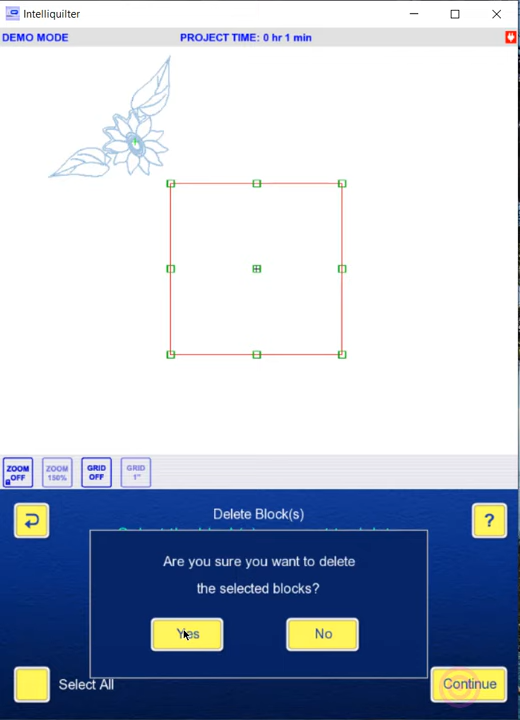 Intelliquilter
DEMO MODE PROJECT TIME: 0 hr 1 min
ZOOM OFF
ZOOM 150%
GRID OFF
GRID 1"
Delete Block(s)
?
Are you sure you want to delete
the selected blocks?
Yes No
Select All Continue